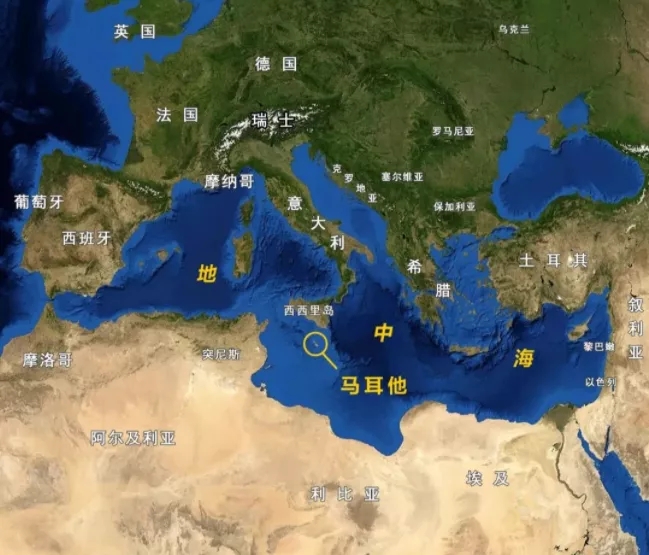 英国
乌克兰
德国
法国
瑞士
罗马尼亚
克罗地亚
塞尔维亚
摩纳哥
葡萄牙
意大利
保加利亚
西班牙
希腊
土耳其
地中海
西西里岛
叙利亚
黎巴嫩
突尼斯
摩洛哥
马耳他
以色列
阿尔及利亚
埃及
利比亚